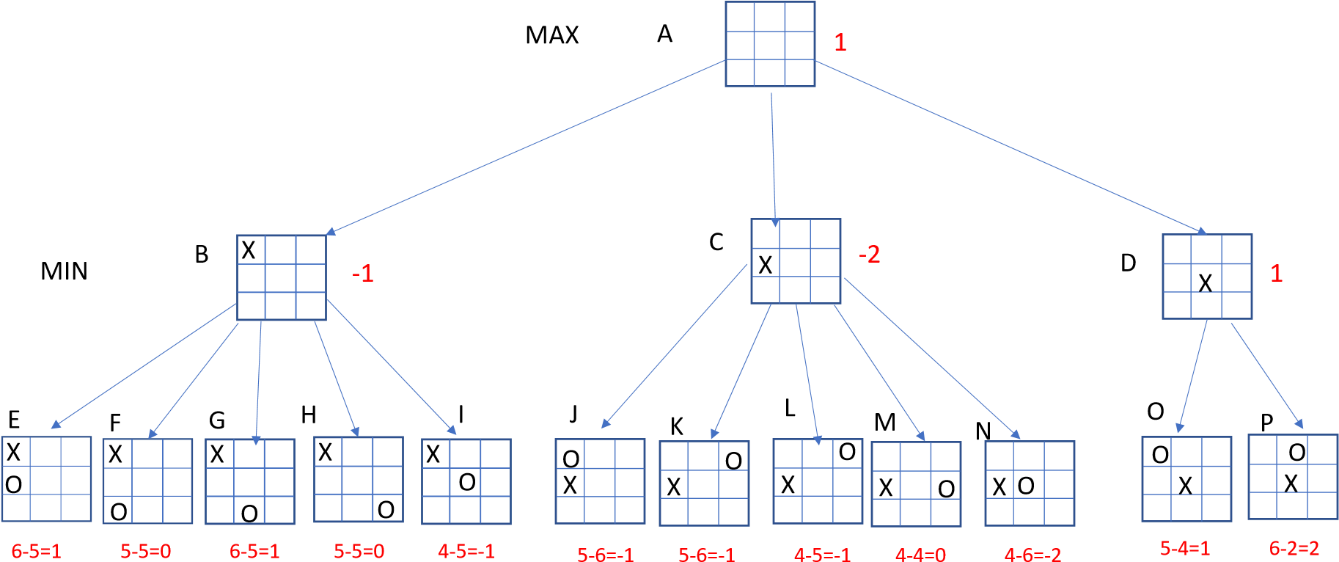 MAX A 1
MIN B X -1
C X -2
D X 1
E X O 6-5=1
F X O 5-5=0
G X O 6-5=1
H X O 5-5=0
I X O 4-5=-1
J O X 5-6=-1
K O X 5-6=-1
L O X 4-5=-1
M X O 4-4=0
N X O 4-6=-2
O O X 5-4=1
P O X 6-2=2